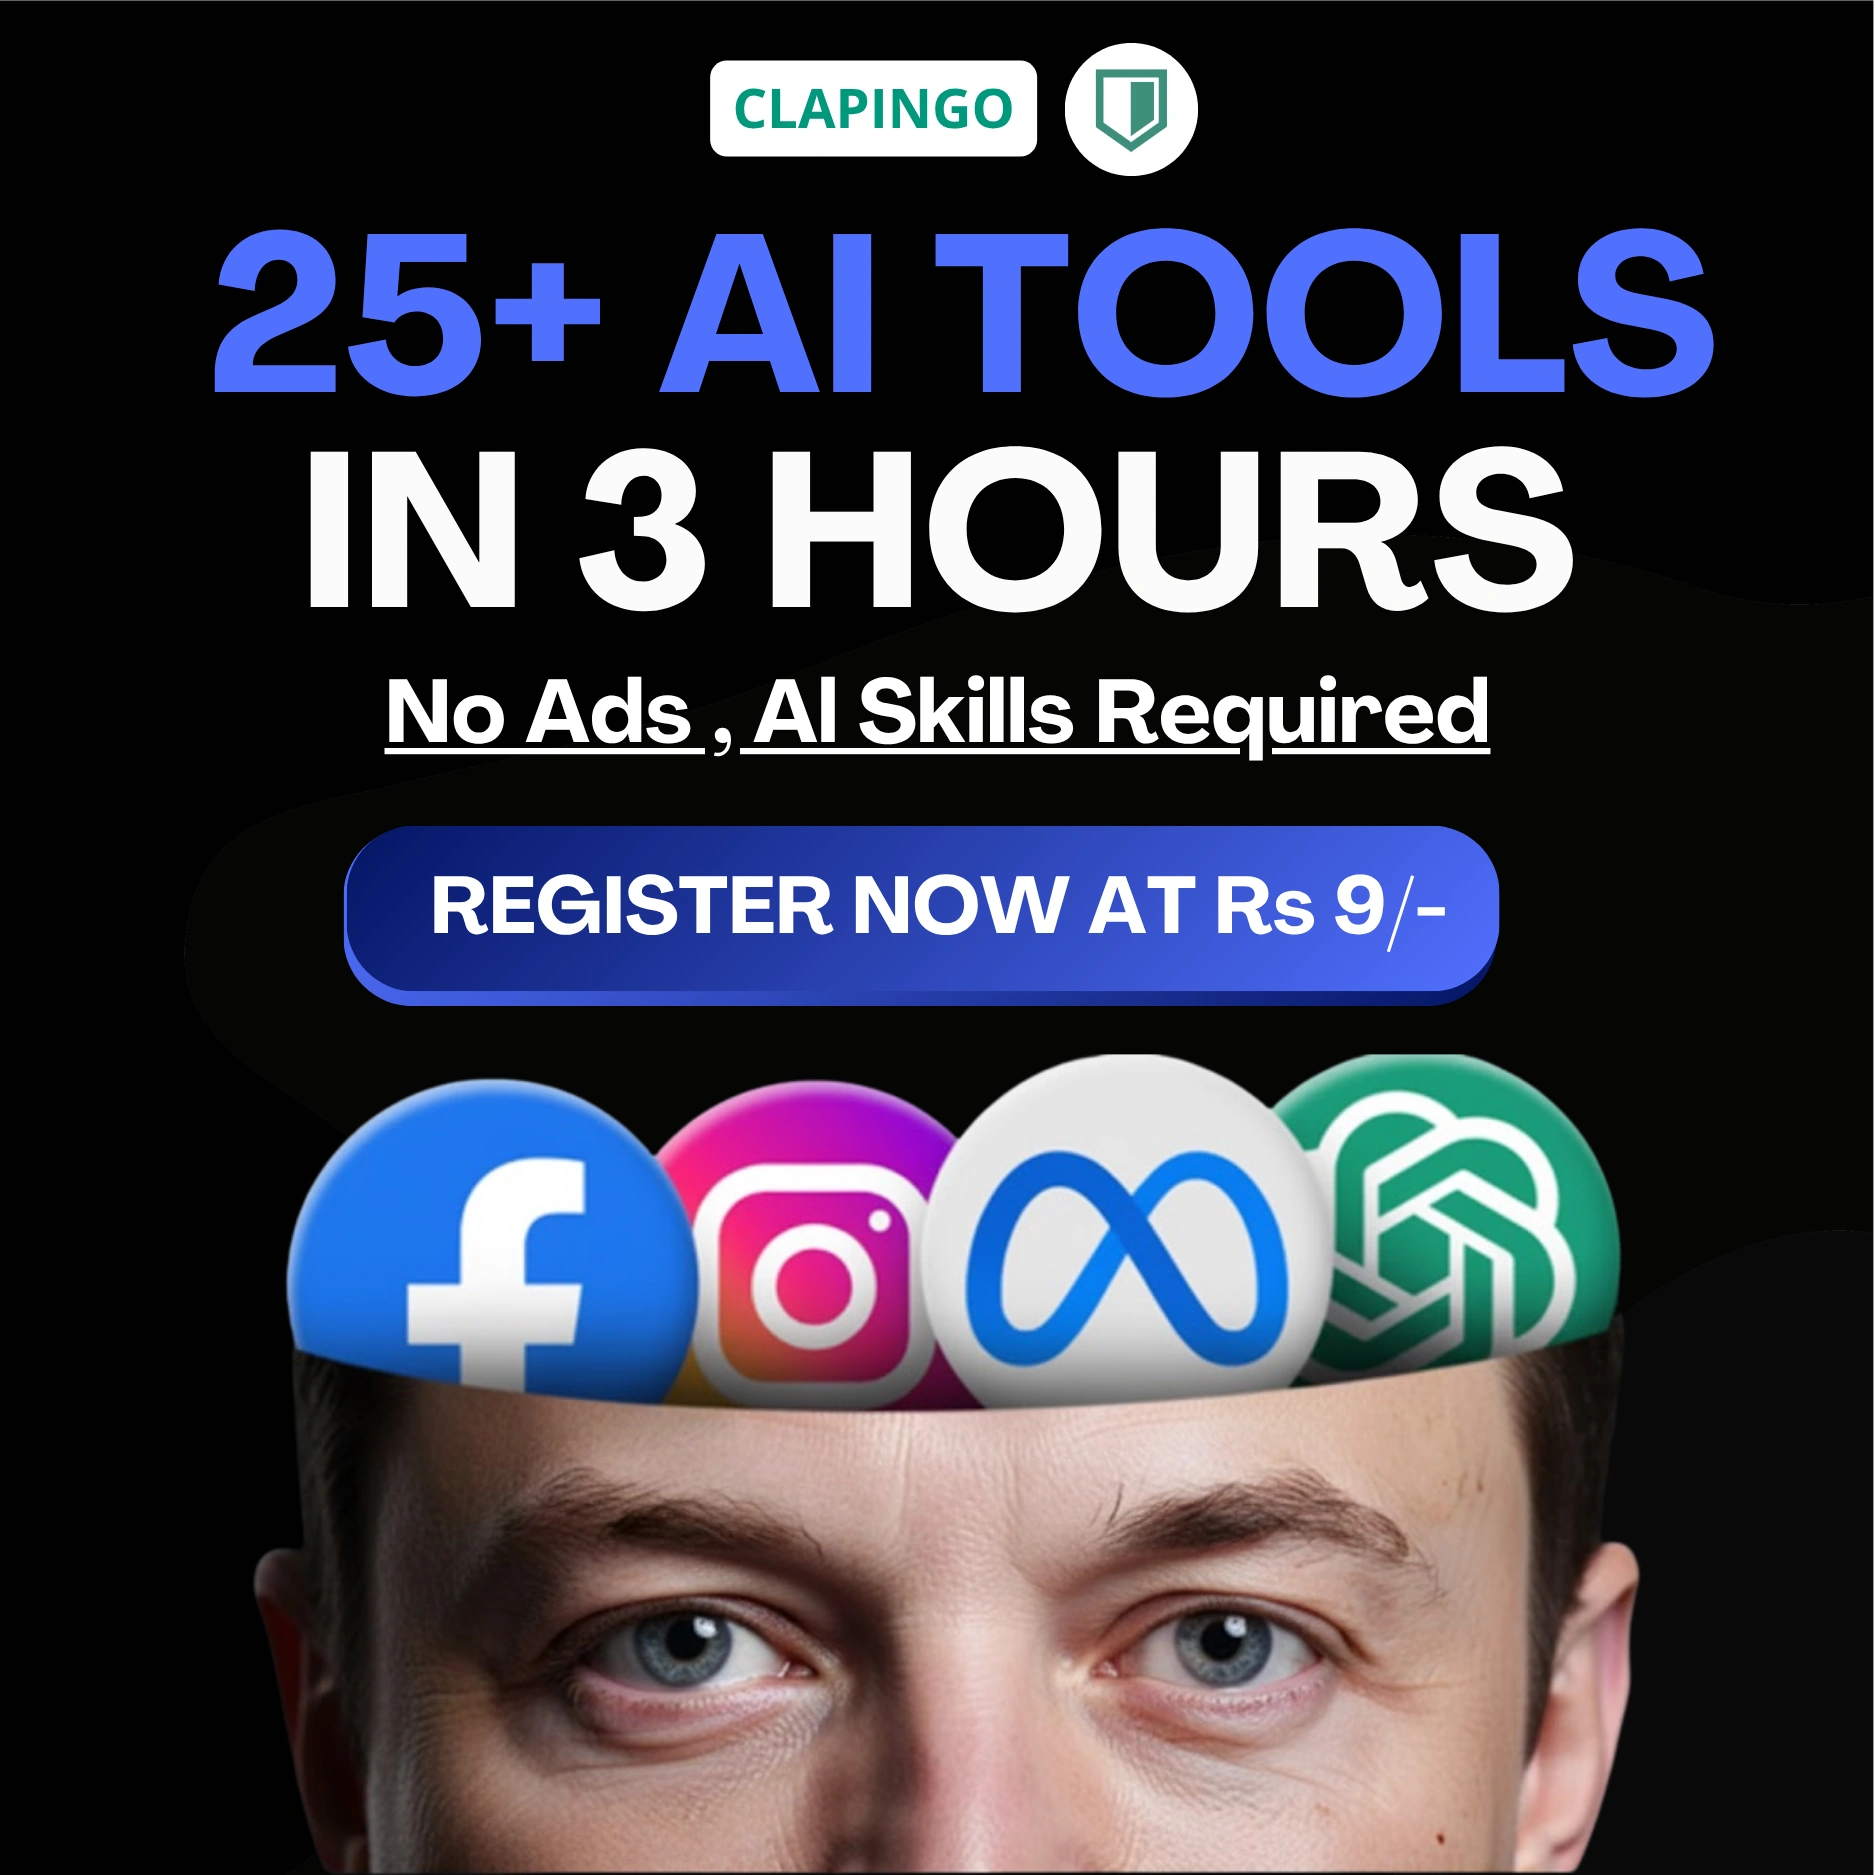 CLAPINGO
25+ AI TOOLS
IN 3 HOURS
No Ads , AI Skills Required
REGISTER NOW AT Rs 9/-